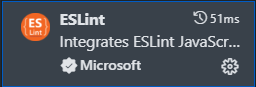 ESLint
51ms
ES
Lint
Integrates ESLint JavaScr...
Microsoft